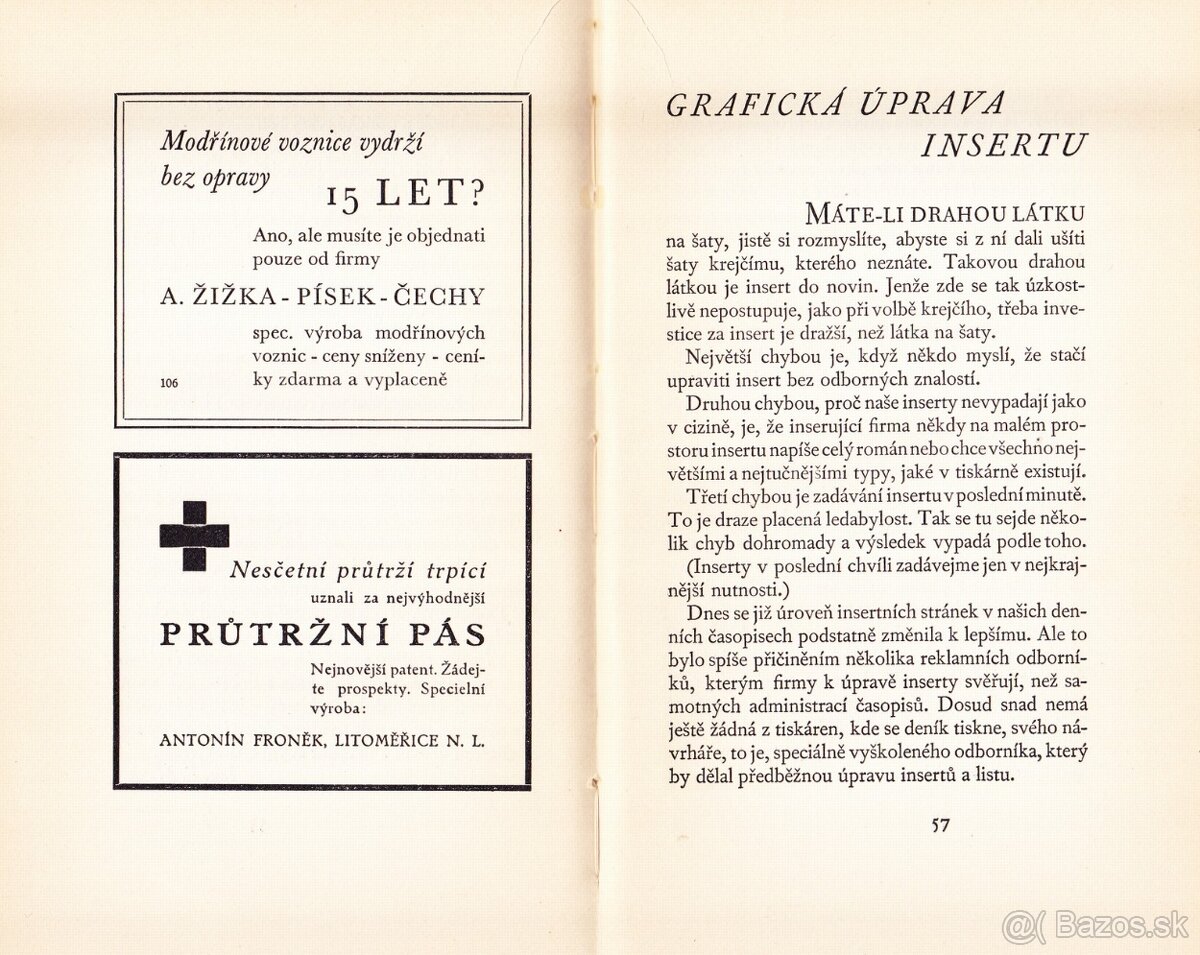 Modřínové voznice vydrží
bez opravy
15 LET?
Ano, ale musíte je objednati
pouze od firmy
A. ŽIŽKA - PÍSEK - ČECHY
spec. výroba modřínových
voznic - ceny sníženy - cení-
ky zdarma a vyplaceně
106
Nesčetní průtrží trpící
uznali za nejvýhodnější
PRŮTRŽNÍ PÁS
Nejnovější patent. Žádej-
te prospekty. Specielní
výroba:
ANTONÍN FRONĚK, LITOMĚŘICE N. L.
GRAFICKÁ ÚPRAVA
INSERTU
MÁTE-LI DRAHOU LÁTKU
na šaty, jistě si rozmyslíte, abyste si z ní dali ušíti
šaty krejčímu, kterého neznáte. Takovou drahou
látkou je insert do novin. Jenže zde se tak úzkost-
livě nepostupuje, jako při volbě krejčího, třeba inve-
stice za insert je dražší, než látka na šaty.
Největší chybou je, když někdo myslí, že stačí
upraviti insert bez odborných znalostí.
Druhou chybou, proč naše inserty nevypadají jako
v cizině, je, že inserující firma někdy na malém pro-
storu insertu napíše celý román nebo chce všechno nej-
většími a nejtučnějšími typy, jaké v tiskárně existují.
Třetí chybou je zadávání insertu v poslední minutě.
To je draze placená ledabylost. Tak se tu sejde něko-
lik chyb dohromady a výsledek vypadá podle toho.
(Inserty v poslední chvíli zadávejme jen v nejkraj-
nější nutnosti.)
Dnes se již úroveň insertních stránek v našich den-
ních časopisech podstatně změnila k lepšímu. Ale to
bylo spíše přičiněním několika reklamních odborní-
ků, kterým firmy k úpravě inserty svěřují, než sa-
motných administrací časopisů. Dosud snad nemá
ještě žádná z tiskáren, kde se deník tiskne, svého ná-
vrháře, to je, speciálně vyškoleného odborníka, který
by dělal předběžnou úpravu insertů a listu.
57
@( Bazos.sk